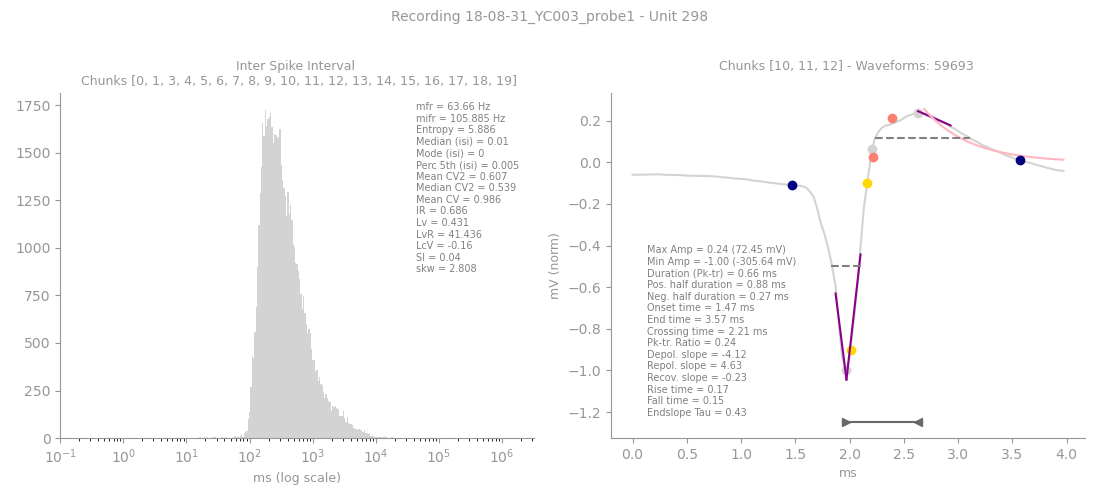 Recording 18-08-31_YC003_probe1 - Unit 298
Inter Spike Interval
Chunks [0, 1, 3, 4, 5, 6, 7, 8, 9, 10, 11, 12, 13, 14, 15, 16, 17, 18, 19]
1750
1500
1250
1000
750
500
250
0
mfr = 63.66 Hz
mifr = 105.885 Hz
Entropy = 5.886
Median (isi) = 0.01
Mode (isi) = 0
Perc 5th (isi) = 0.005
Mean CV2 = 0.607
Median CV2 = 0.539
Mean CV = 0.986
IR = 0.686
Lv = 0.431
LvR = 41.436
LcV = -0.16
SI = 0.04
skw = 2.808
10⁻¹ 10⁰ 10¹ 10² 10³ 10⁴ 10⁵ 10⁶
ms (log scale)
Chunks [10, 11, 12] - Waveforms: 59693
mV (norm)
0.2
0.0
−0.2
−0.4
−0.6
−0.8
−1.0
−1.2
Max Amp = 0.24 (72.45 mV)
Min Amp = -1.00 (-305.64 mV)
Duration (Pk-tr) = 0.66 ms
Pos. half duration = 0.88 ms
Neg. half duration = 0.27 ms
Onset time = 1.47 ms
End time = 3.57 ms
Crossing time = 2.21 ms
Pk-tr. Ratio = 0.24
Depol. slope = -4.12
Repol. slope = 4.63
Recov. slope = -0.23
Rise time = 0.17
Fall time = 0.15
Endslope Tau = 0.43
0.0 0.5 1.0 1.5 2.0 2.5 3.0 3.5 4.0
ms